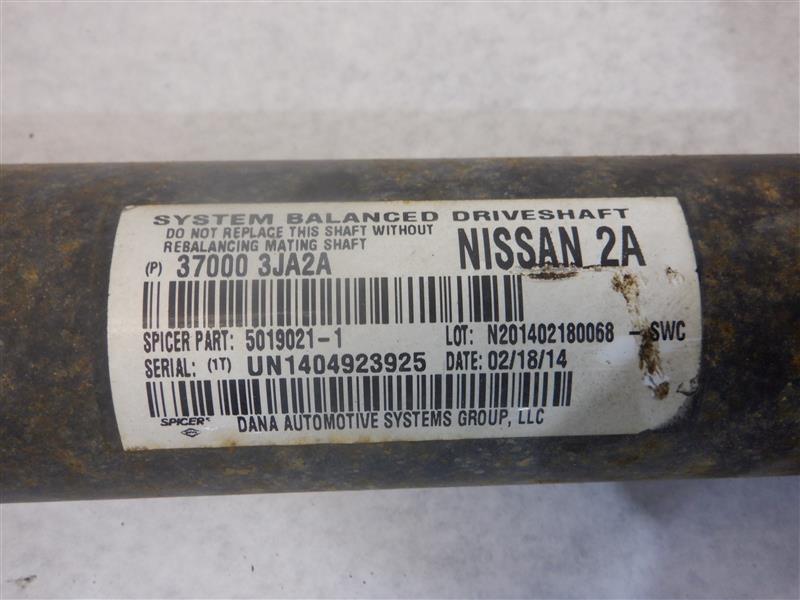 SYSTEM BALANCED DRIVESHAFT
DO NOT REPLACE THIS SHAFT WITHOUT
REBALANCING MATING SHAFT
NISSAN 2A
(P) 37000 3JA2A
SPICER PART: 5019021-1 LOT: N201402180068 -SWC
SERIAL: (1T) UN1404923925 DATE: 02/18/14
SPICER DANA AUTOMOTIVE SYSTEMS GROUP, LLC